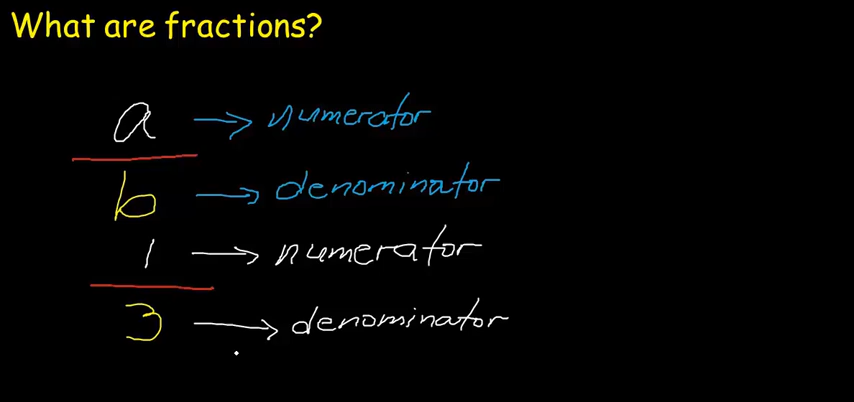 What are fractions?
a → numerator
b → denominator
1 → numerator
3 → denominator